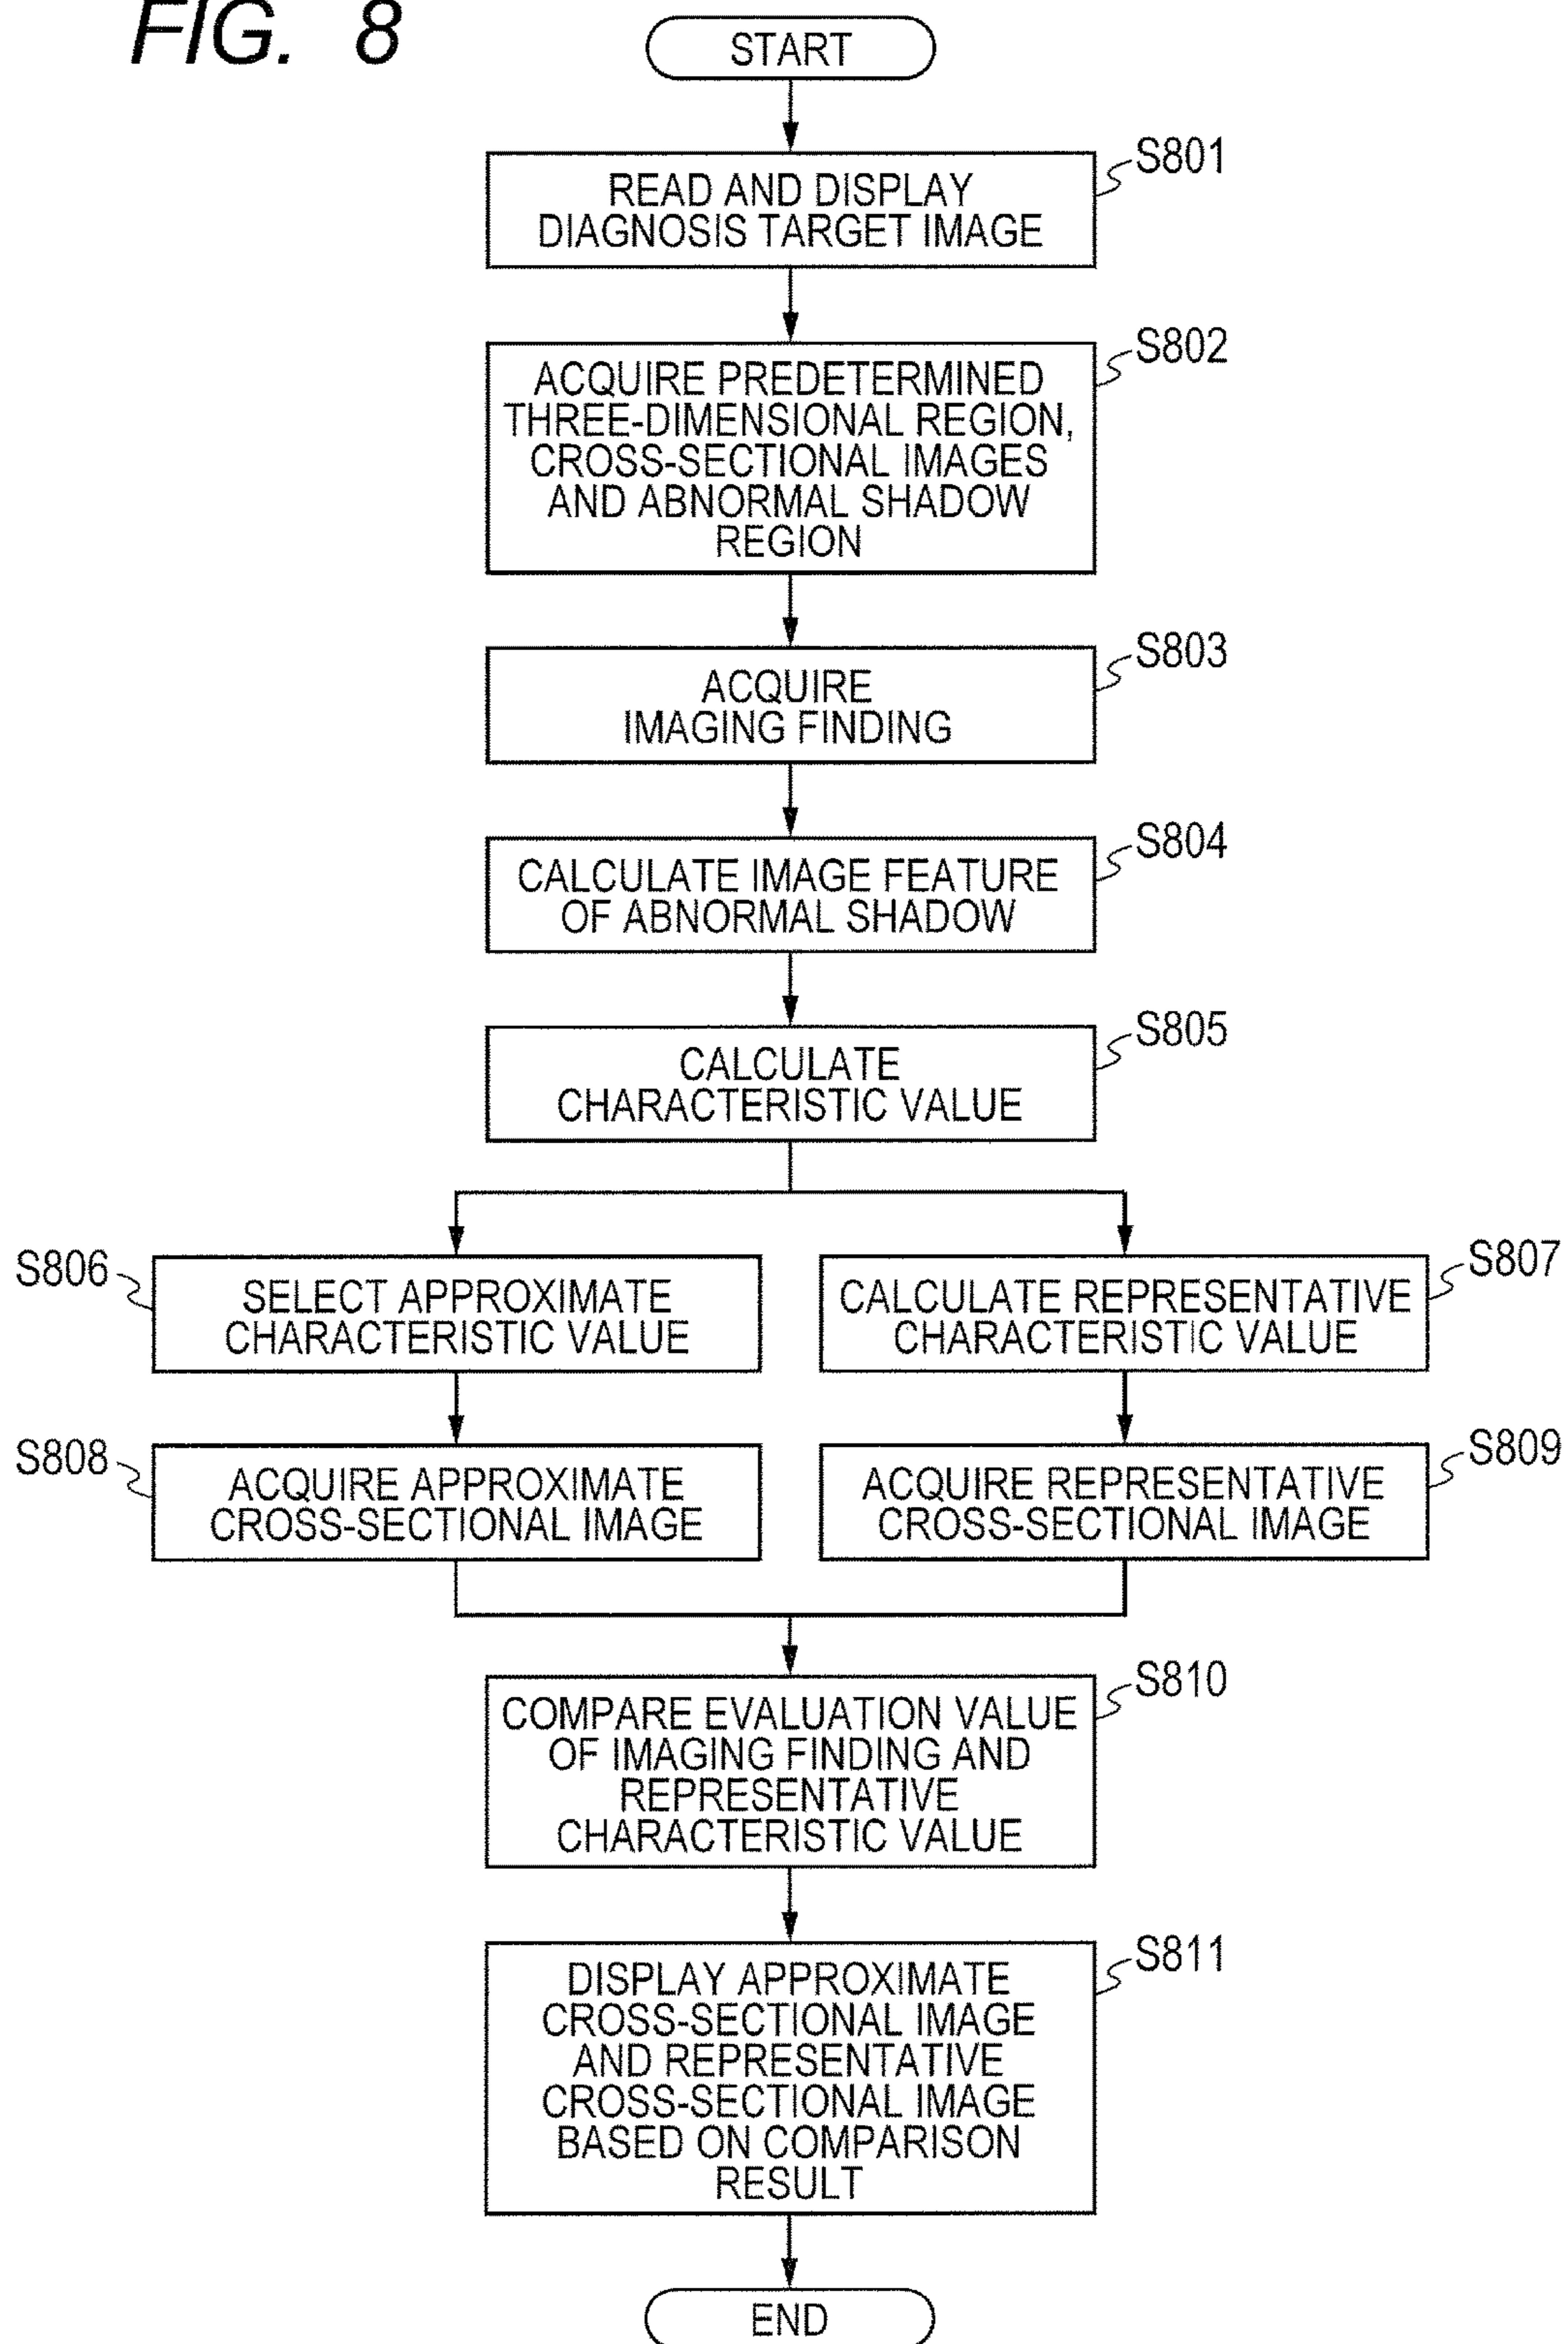 FIG. 8
START
S801
READ AND DISPLAY
DIAGNOSIS TARGET IMAGE
S802
ACQUIRE PREDETERMINED
THREE-DIMENSIONAL REGION,
CROSS-SECTIONAL IMAGES
AND ABNORMAL SHADOW
REGION
S803
ACQUIRE
IMAGING FINDING
S804
CALCULATE IMAGE FEATURE
OF ABNORMAL SHADOW
S805
CALCULATE
CHARACTERISTIC VALUE
S806
SELECT APPROXIMATE
CHARACTERISTIC VALUE
S807
CALCULATE REPRESENTATIVE
CHARACTERISTIC VALUE
S808
ACQUIRE APPROXIMATE
CROSS-SECTIONAL IMAGE
S809
ACQUIRE REPRESENTATIVE
CROSS-SECTIONAL IMAGE
S810
COMPARE EVALUATION VALUE
OF IMAGING FINDING AND
REPRESENTATIVE
CHARACTERISTIC VALUE
S811
DISPLAY APPROXIMATE
CROSS-SECTIONAL IMAGE
AND REPRESENTATIVE
CROSS-SECTIONAL IMAGE
BASED ON COMPARISON
RESULT
END